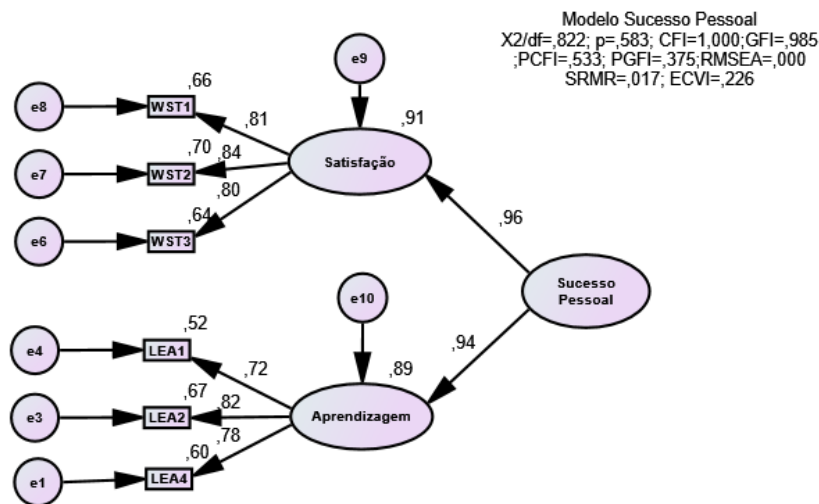 Modelo Sucesso Pessoal
X2/df=,822; p=,583; CFI=1,000;GFI=,985
;PCFI=,533; PGFI=,375;RMSEA=,000
SRMR=,017; ECVI=,226
e9
,66
e8
WST1
,81
,91
,70
,84
Satisfação
e7
WST2
,80
,64
e6
WST3
,96
Sucesso
Pessoal
e10
,52
,94
e4
LEA1
,72
,89
,67
,82
e3
LEA2
Aprendizagem
,78
,60
e1
LEA4